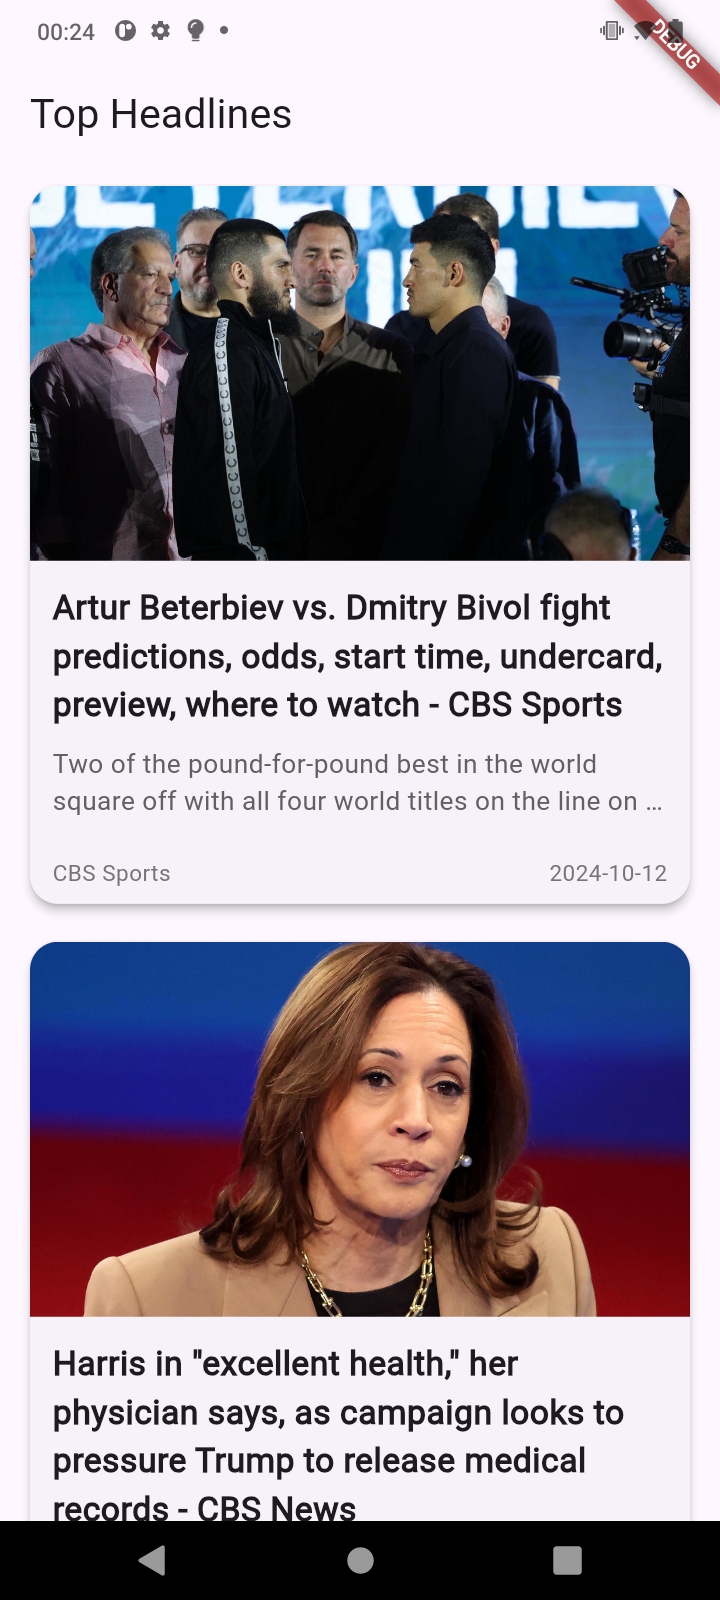 00:24
DEBUG
Top Headlines
Artur Beterbiev vs. Dmitry Bivol fight
predictions, odds, start time, undercard,
preview, where to watch - CBS Sports
Two of the pound-for-pound best in the world
square off with all four world titles on the line on …
CBS Sports
2024-10-12
Harris in "excellent health," her
physician says, as campaign looks to
pressure Trump to release medical
records - CBS News